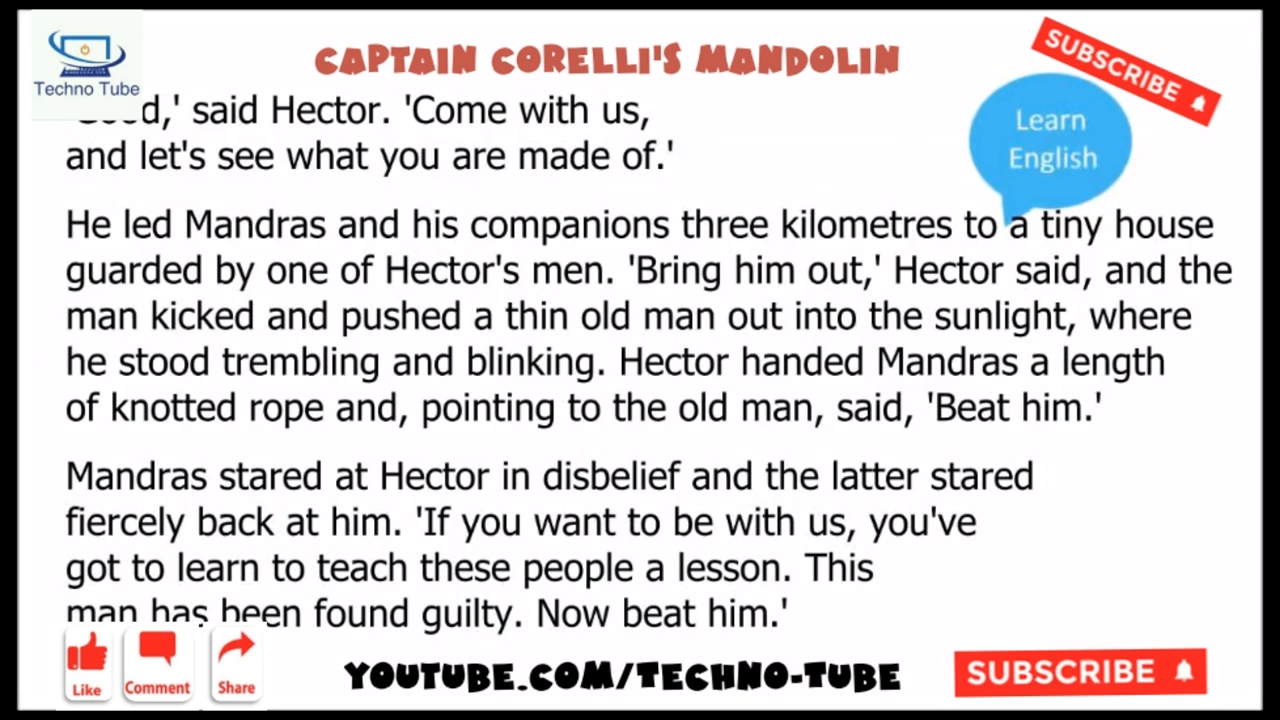 CAPTAIN CORELLI'S MANDOLIN
SUBSCRIBE
Techno Tube
Learn
English
said Hector. 'Come with us,
and let's see what you are made of.'
He led Mandras and his companions three kilometres to a tiny house
guarded by one of Hector's men. 'Bring him out,' Hector said, and the
man kicked and pushed a thin old man out into the sunlight, where
he stood trembling and blinking. Hector handed Mandras a length
of knotted rope and, pointing to the old man, said, 'Beat him.'
Mandras stared at Hector in disbelief and the latter stared
fiercely back at him. 'If you want to be with us, you've
got to learn to teach these people a lesson. This
man has been found guilty. Now beat him.'
Like
Comment
Share
YOUTUBE.COM/TECHNO-TUBE
SUBSCRIBE